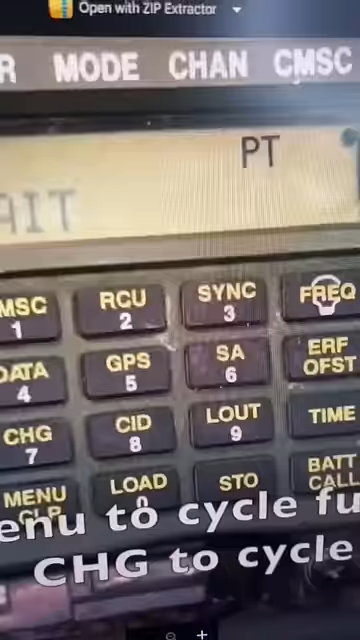 Open with ZIP Extractor
R MODE CHAN CMSC
PT
AIT
MSC RCU SYNC FREQ
1 2 3
DATA GPS SA ERF OFST
4 5 6
CHG CID LOUT TIME
7 8 9
MENU CLR LOAD 0 STO BATT CALL
enu to cycle fu
CHG to cycle